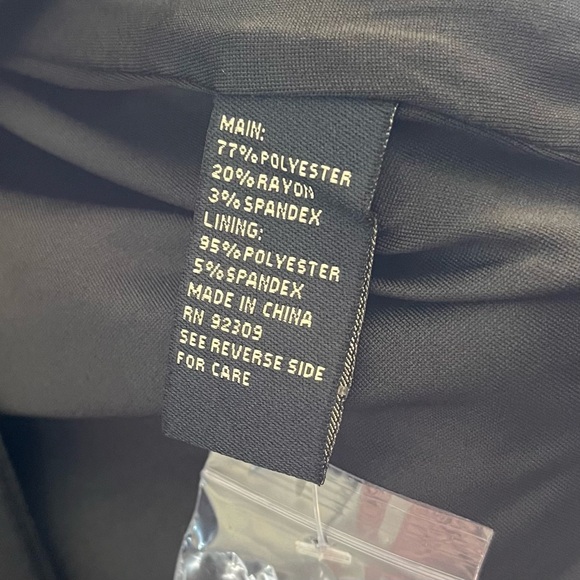 MAIN:
77% POLYESTER
20% RAYON
3% SPANDEX
LINING:
95% POLYESTER
5% SPANDEX
MADE IN CHINA
RN 92309
SEE REVERSE SIDE
FOR CARE